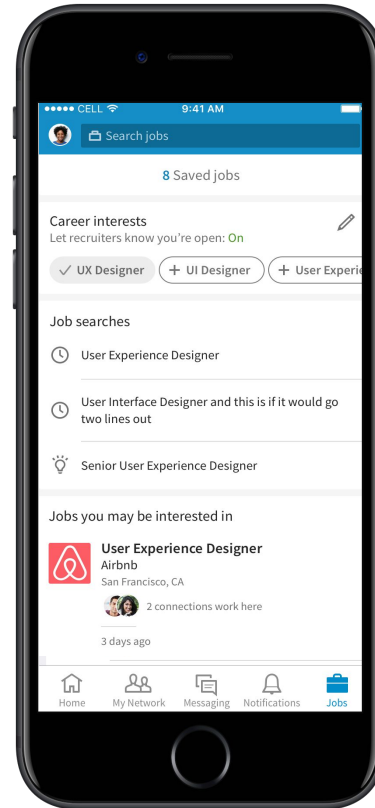 CELL 9:41 AM
Search jobs
8 Saved jobs
Career interests
Let recruiters know you're open: On
UX Designer + UI Designer + User Experie
Job searches
User Experience Designer
User Interface Designer and this is if it would go
two lines out
Senior User Experience Designer
Jobs you may be interested in
User Experience Designer
Airbnb
San Francisco, CA
2 connections work here
3 days ago
Home My Network Messaging Notifications Jobs